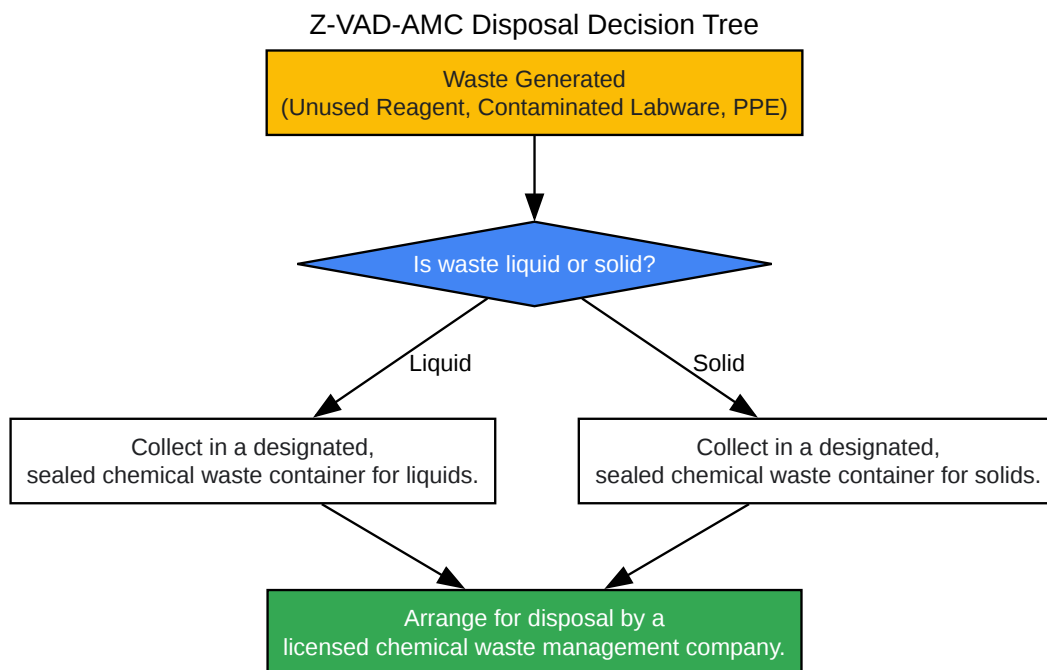 Z-VAD-AMC Disposal Decision Tree
Waste Generated
(Unused Reagent, Contaminated Labware, PPE)
Is waste liquid or solid?
Liquid
Solid
Collect in a designated,
sealed chemical waste container for liquids.
Collect in a designated,
sealed chemical waste container for solids.
Arrange for disposal by a
licensed chemical waste management company.